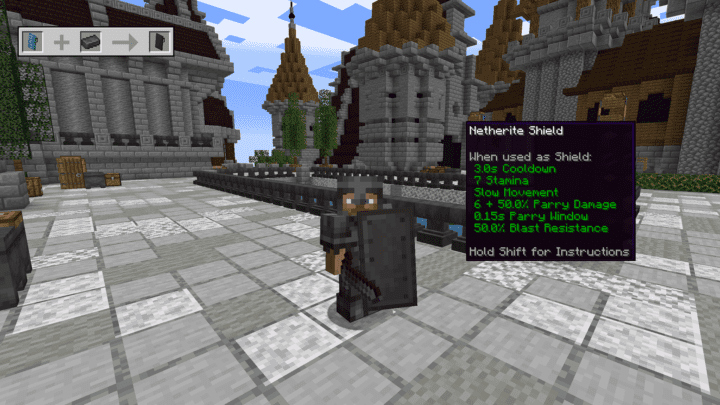 Netherite Shield
When used as Shield:
3.0s Cooldown
7 Stamina
Slow Movement
6 + 50.0% Parry Damage
0.15s Parry Window
50.0% Blast Resistance
Hold Shift for Instructions